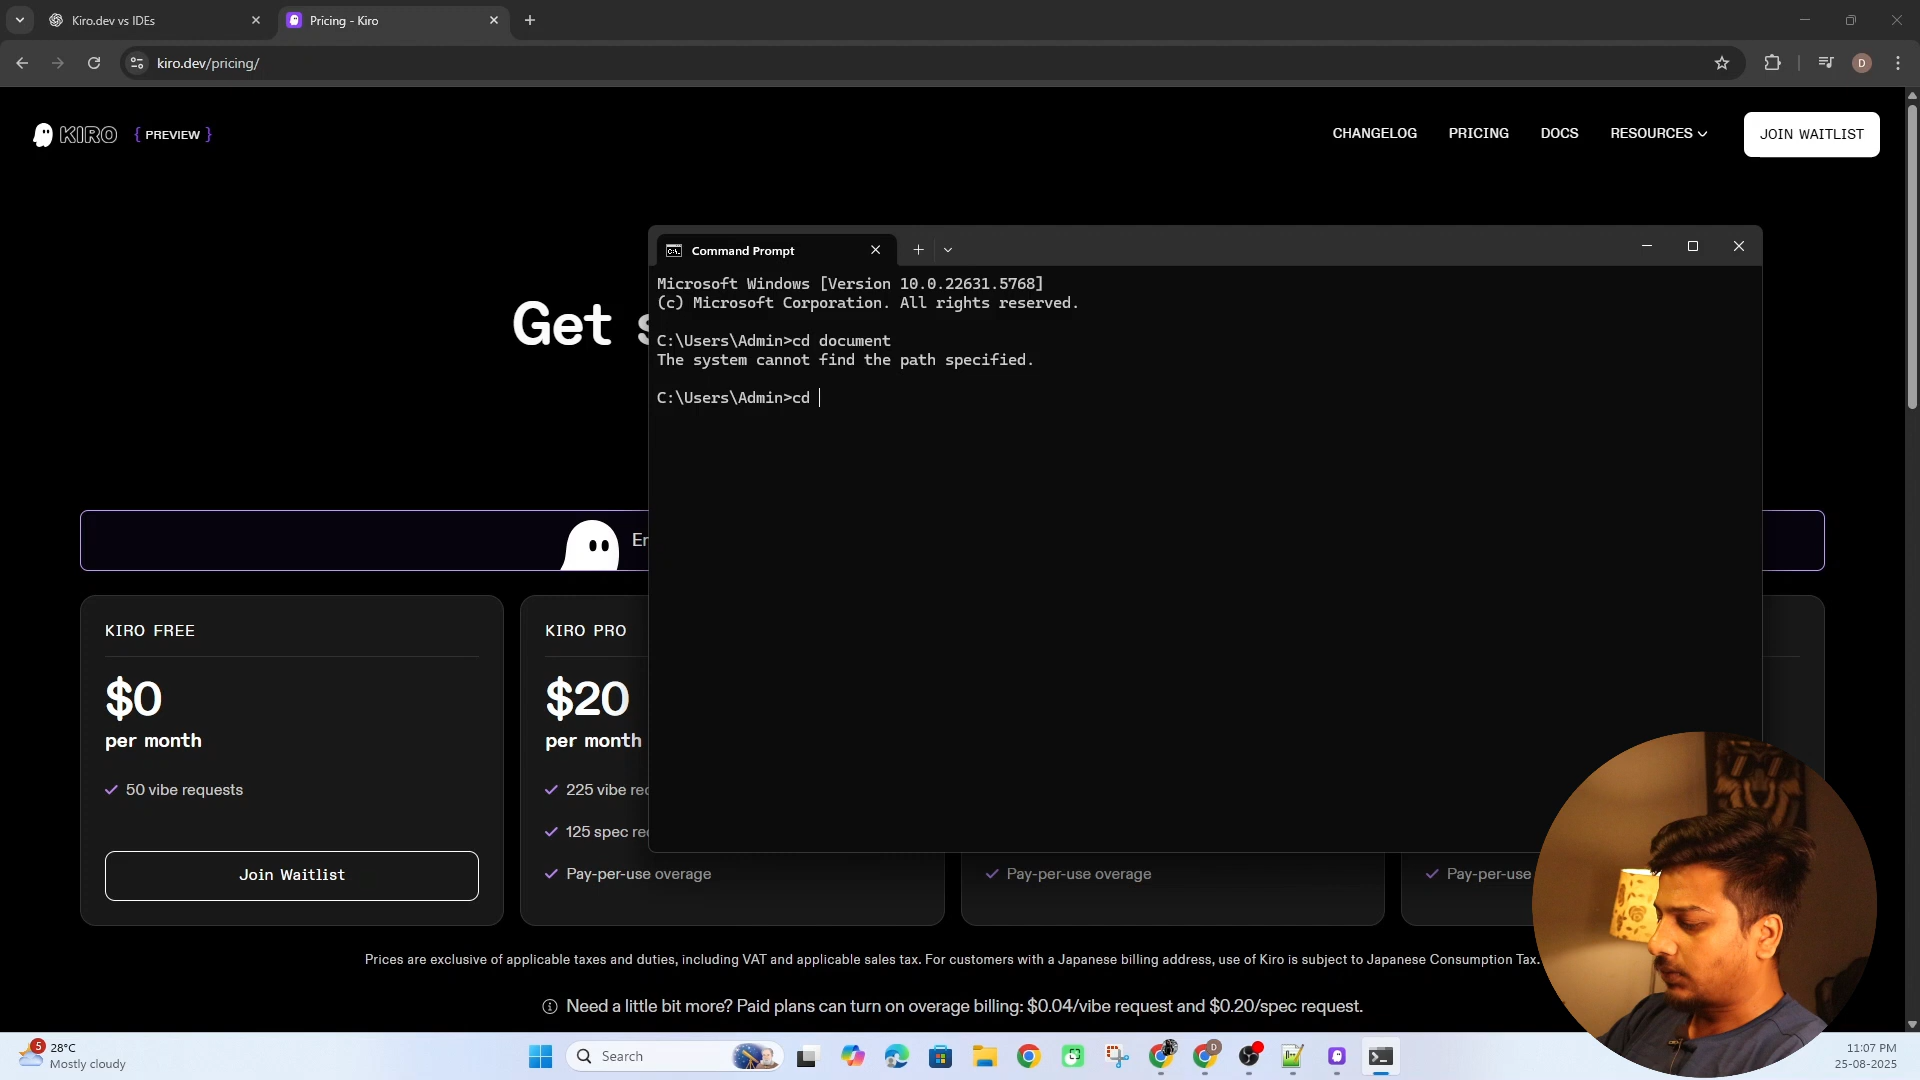 Kiro.dev vs IDEs
Pricing - Kiro
kiro.dev/pricing/
D
KIRO
{ PREVIEW }
CHANGELOG
PRICING
DOCS
RESOURCES
JOIN WAITLIST
Get
Command Prompt
Microsoft Windows [Version 10.0.22631.5768]
(c) Microsoft Corporation. All rights reserved.
C:\Users\Admin>cd document
The system cannot find the path specified.
C:\Users\Admin>cd
KIRO FREE
$0
per month
50 vibe requests
Join Waitlist
KIRO PRO
$20
per month
225 vibe
125 spec
Pay-per-use overage
Pay-per-use overage
Pay-per-use
Prices are exclusive of applicable taxes and duties, including VAT and applicable sales tax. For customers with a Japanese billing address, use of Kiro is subject to Japanese Consumption Tax.
Need a little bit more? Paid plans can turn on overage billing: $0.04/vibe request and $0.20/spec request.
5
28°C
Mostly cloudy
Search
D
11:07 PM
25-08-2025